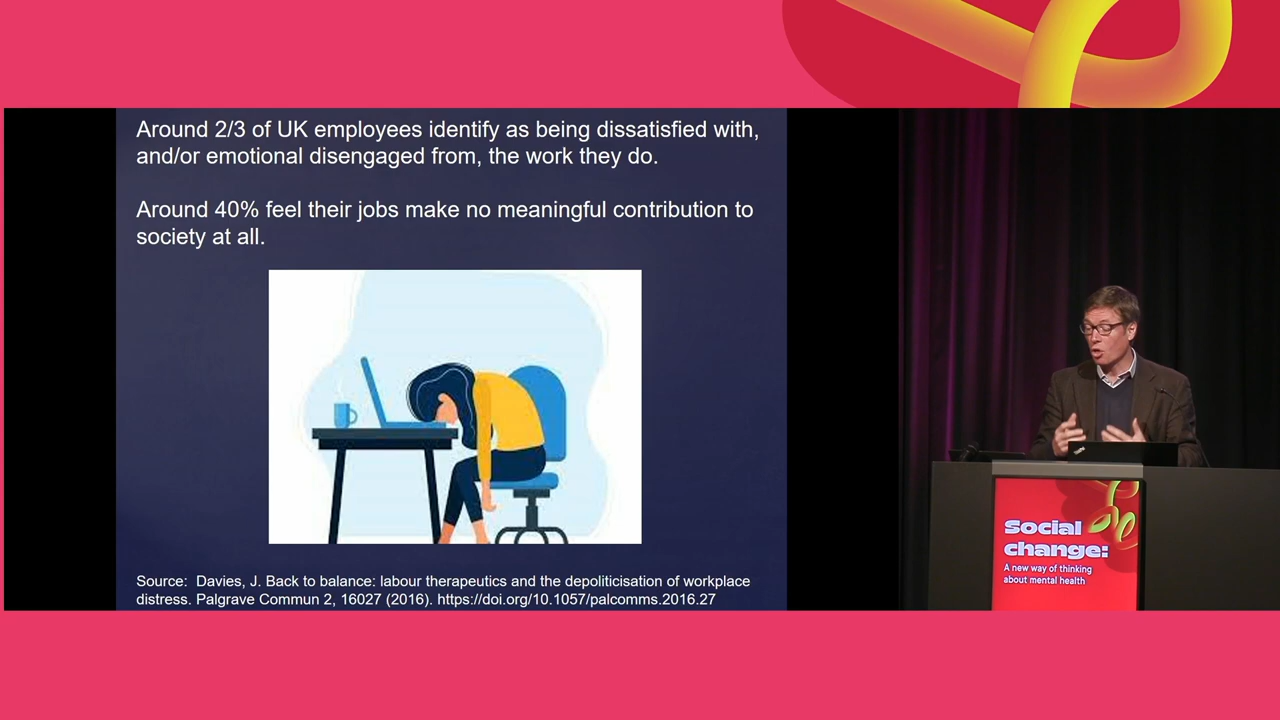 Around 2/3 of UK employees identify as being dissatisfied with,
and/or emotional disengaged from, the work they do.
Around 40% feel their jobs make no meaningful contribution to
society at all.
Source: Davies, J. Back to balance: labour therapeutics and the depoliticisation of workplace
distress. Palgrave Commun 2, 16027 (2016). https://doi.org/10.1057/palcomms.2016.27
Social
change:
A new way of thinking
about mental health